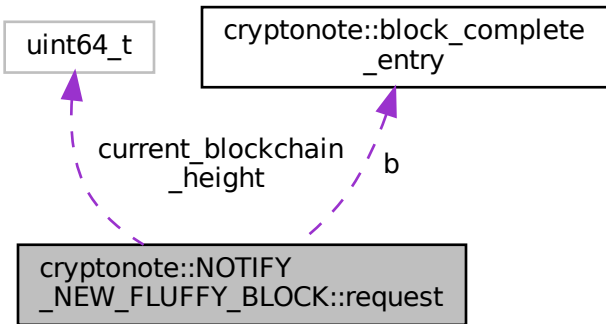 uint64_t
cryptonote::block_complete
_entry
current_blockchain
_height
b
cryptonote::NOTIFY
_NEW_FLUFFY_BLOCK::request